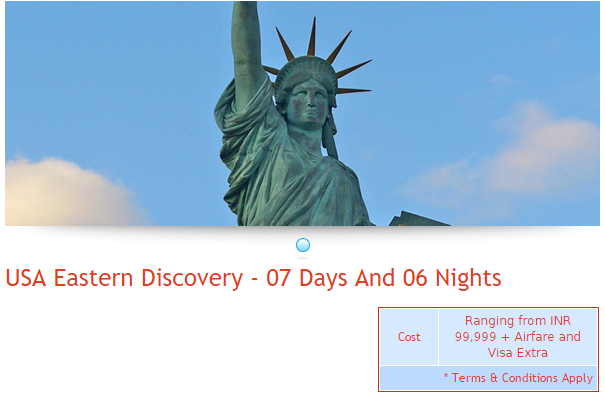 USA Eastern Discovery - 07 Days And 06 Nights
Cost
Ranging from INR
99,999 + Airfare and
Visa Extra
* Terms & Conditions Apply